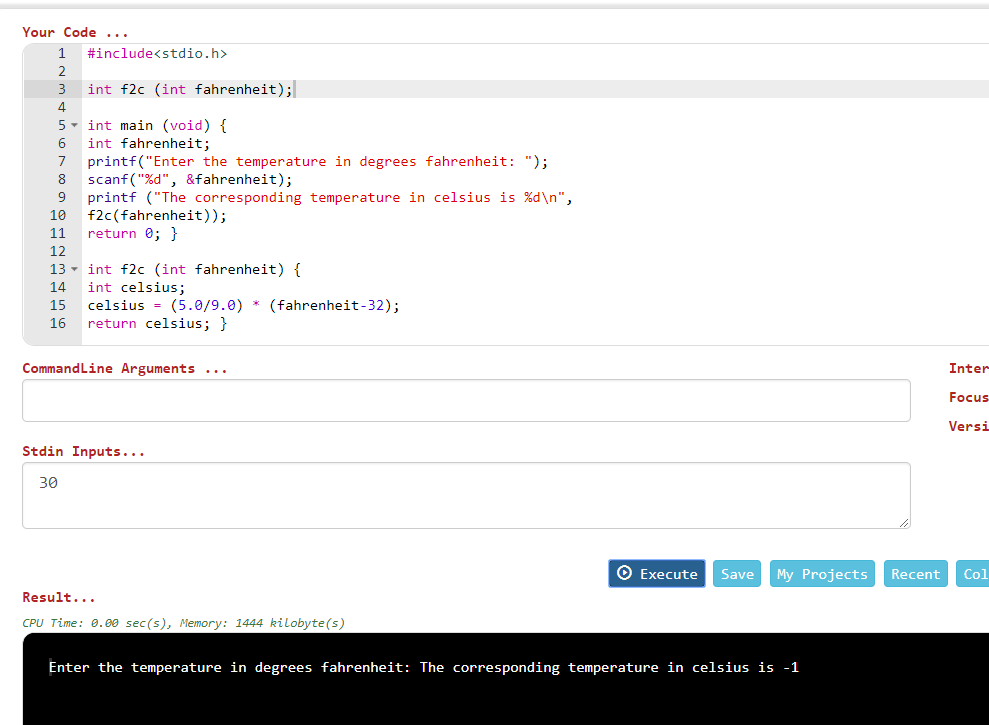 Your Code ...
1 #include<stdio.h>
2
3 int f2c (int fahrenheit);
4
5 int main (void) {
6 int fahrenheit;
7 printf("Enter the temperature in degrees fahrenheit: ");
8 scanf("%d", &fahrenheit);
9 printf ("The corresponding temperature in celsius is %d\n",
10 f2c(fahrenheit));
11 return 0; }
12
13 int f2c (int fahrenheit) {
14 int celsius;
15 celsius = (5.0/9.0) * (fahrenheit-32);
16 return celsius; }
CommandLine Arguments ...
Inter
Focus
Versi
Stdin Inputs...
30
Execute Save My Projects Recent Col
Result...
CPU Time: 0.00 sec(s), Memory: 1444 kilobyte(s)
Enter the temperature in degrees fahrenheit: The corresponding temperature in celsius is -1